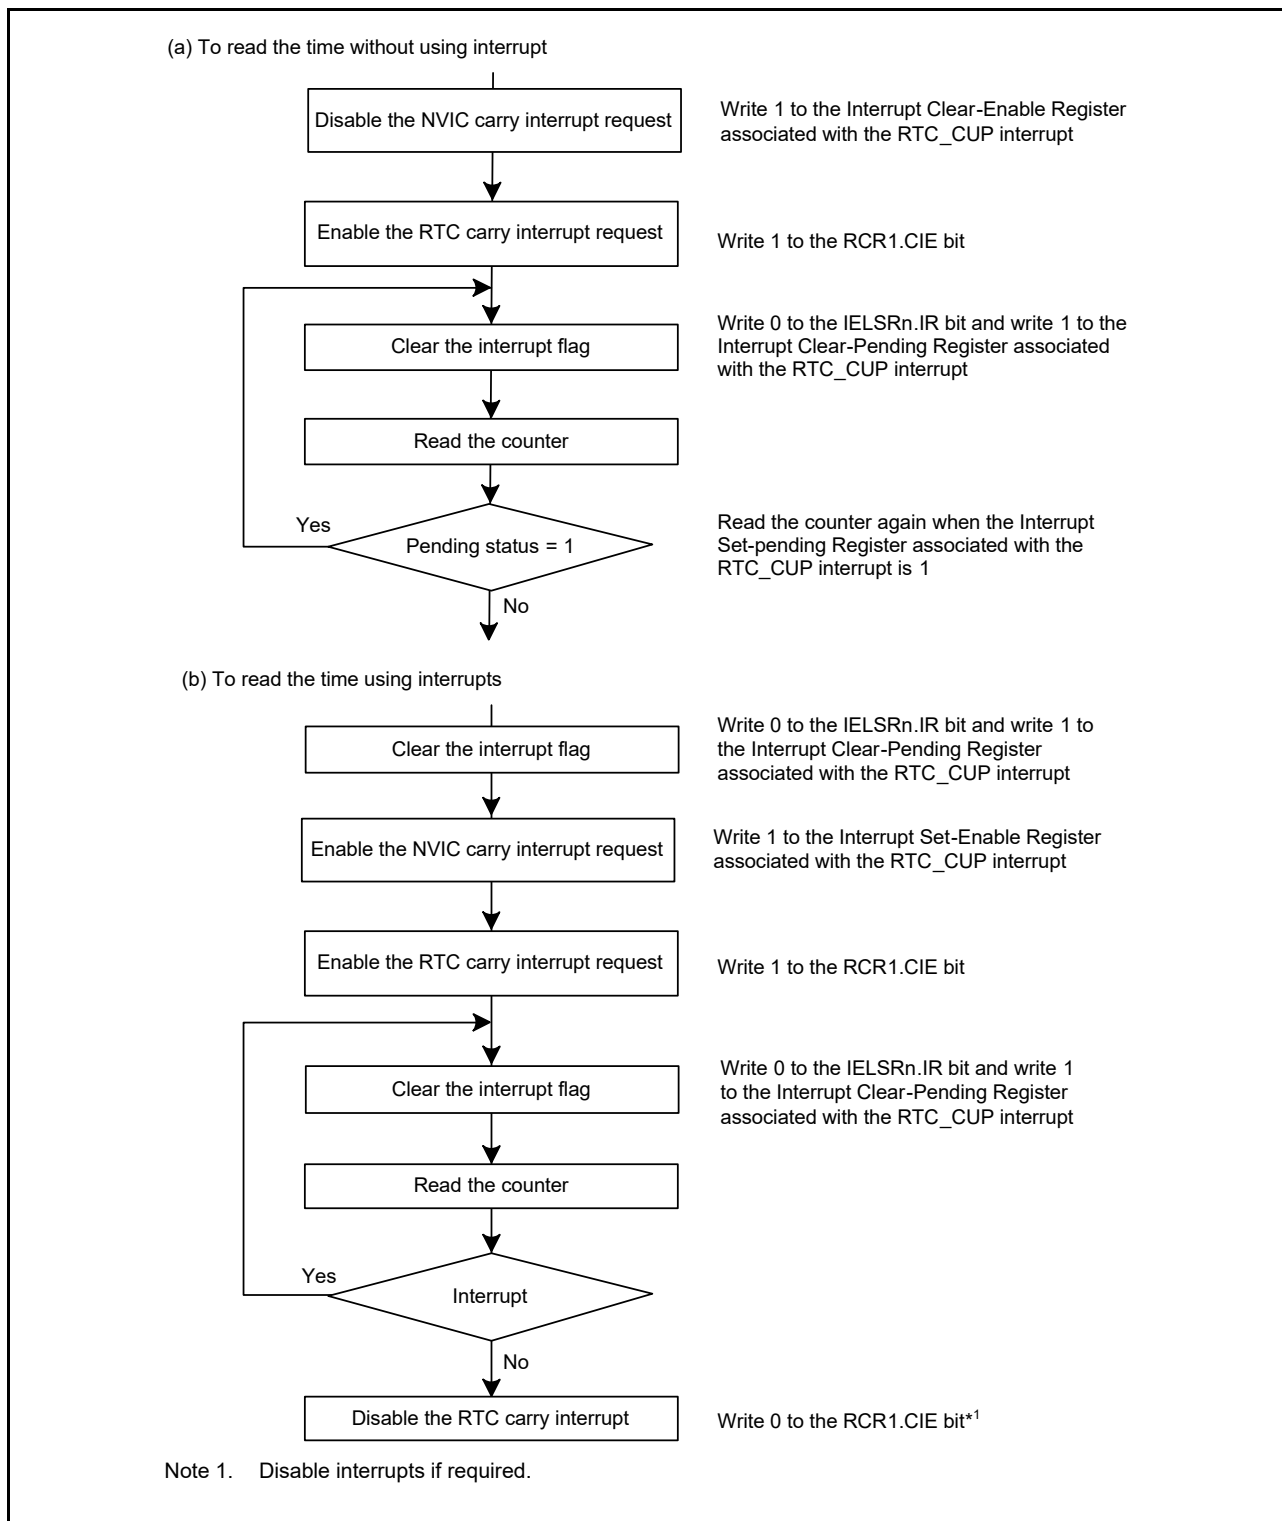 (a) To read the time without using interrupt
Disable the NVIC carry interrupt request
Write 1 to the Interrupt Clear-Enable Register
associated with the RTC_CUP interrupt
Enable the RTC carry interrupt request
Write 1 to the RCR1.CIE bit
Clear the interrupt flag
Write 0 to the IELSRn.IR bit and write 1 to the
Interrupt Clear-Pending Register associated
with the RTC_CUP interrupt
Read the counter
Yes
Pending status = 1
Read the counter again when the Interrupt
Set-pending Register associated with the
RTC_CUP interrupt is 1
No
(b) To read the time using interrupts
Clear the interrupt flag
Write 0 to the IELSRn.IR bit and write 1 to
the Interrupt Clear-Pending Register
associated with the RTC_CUP interrupt
Enable the NVIC carry interrupt request
Write 1 to the Interrupt Set-Enable Register
associated with the RTC_CUP interrupt
Enable the RTC carry interrupt request
Write 1 to the RCR1.CIE bit
Clear the interrupt flag
Write 0 to the IELSRn.IR bit and write 1
to the Interrupt Clear-Pending Register
associated with the RTC_CUP interrupt
Read the counter
Yes
Interrupt
No
Disable the RTC carry interrupt
Write 0 to the RCR1.CIE bit*1
Note 1. Disable interrupts if required.